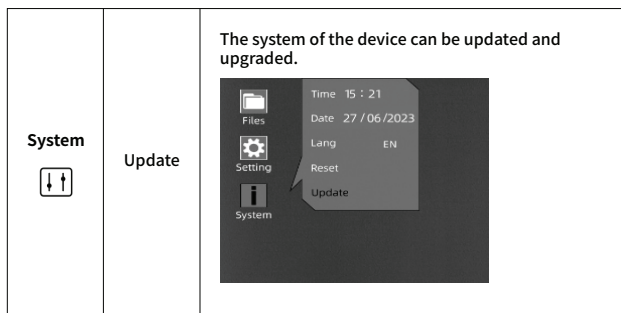 System
Update
The system of the device can be updated and
upgraded.
Files
Setting
System
Time 15 : 21
Date 27 / 06 /2023
Lang EN
Reset
Update